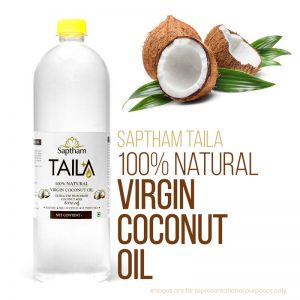 Saptham
TAILA
100% NATURAL
VIRGIN COCONUT OIL
NET CONTENT :
SAPTHAM TAILA
100% NATURAL
VIRGIN
COCONUT
OIL
Images are for representational purposes only